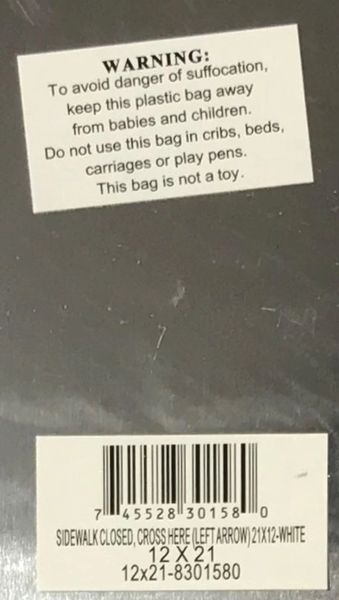 WARNING:
To avoid danger of suffocation,
keep this plastic bag away
from babies and children.
Do not use this bag in cribs, beds,
carriages or play pens.
This bag is not a toy.
7 45528 30158 0
SIDEWALK CLOSED, CROSS HERE (LEFT ARROW) 21X12-WHITE
12 X 21
12x21-8301580